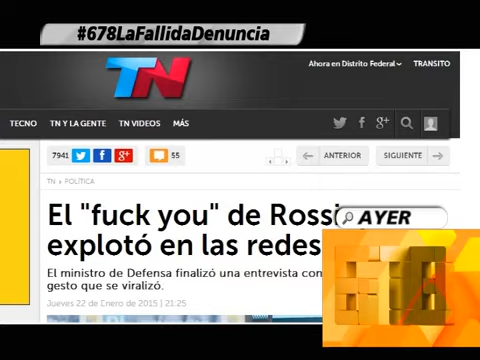 #678LaFallidaDenuncia
TN
Ahora en Distrito Federal
TRANSITO
TECNO TN Y LA GENTE TN VIDEOS MÁS
7941 55 ANTERIOR SIGUIENTE
TN » POLÍTICA
El "fuck you" de Rossi
AYER
explotó en las redes
El ministro de Defensa finalizó una entrevista con
gesto que se viralizó.
Jueves 22 de Enero de 2015 | 21:25